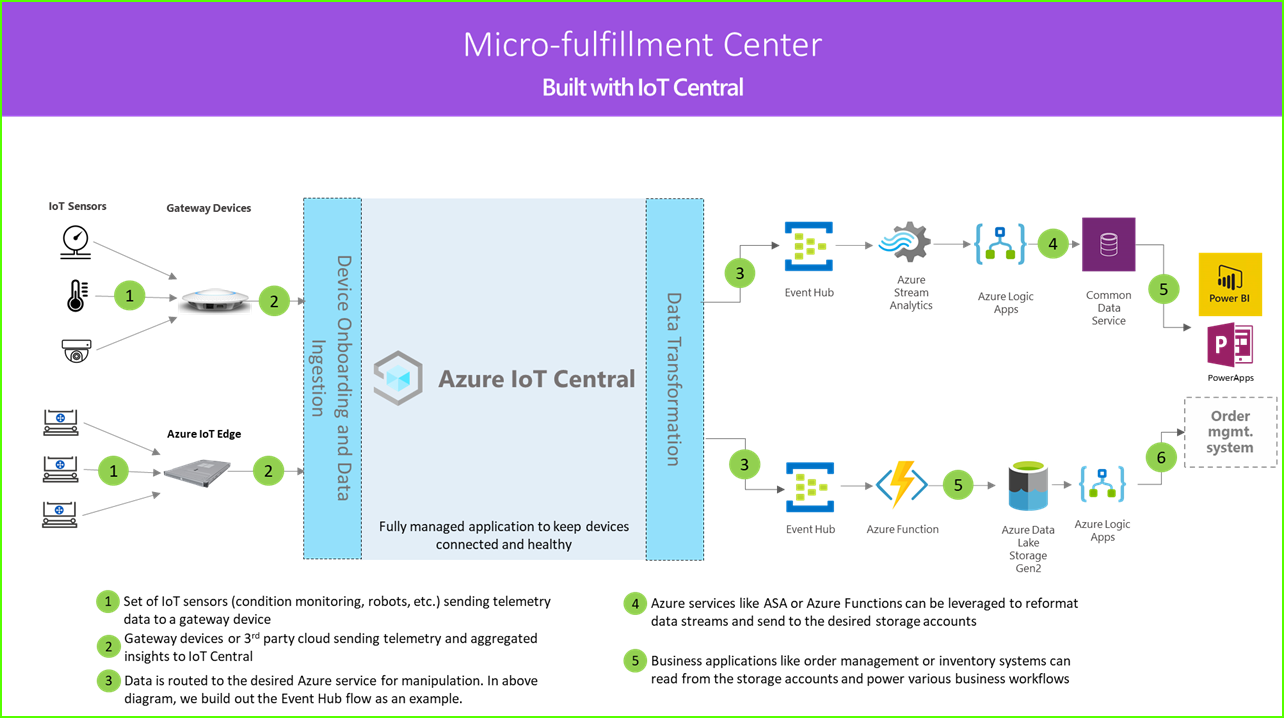 Micro-fulfillment Center
Built with IoT Central
IoT Sensors
Gateway Devices
1
2
Azure IoT Edge
1
2
Device Onboarding and Data
Ingestion
Azure IoT Central
Fully managed application to keep devices
connected and healthy
Data Transformation
3
Event Hub
Azure
Stream
Analytics
Azure Logic
Apps
4
Common
Data
Service
5
Power BI
P
PowerApps
3
Event Hub
Azure Function
5
Azure Data
Lake
Storage
Gen2
Azure Logic
Apps
6
Order
mgmt.
system
1 Set of IoT sensors (condition monitoring, robots, etc.) sending telemetry
data to a gateway device
2 Gateway devices or 3rd party cloud sending telemetry and aggregated
insights to IoT Central
3 Data is routed to the desired Azure service for manipulation. In above
diagram, we build out the Event Hub flow as an example.
4 Azure services like ASA or Azure Functions can be leveraged to reformat
data streams and send to the desired storage accounts
5 Business applications like order management or inventory systems can
read from the storage accounts and power various business workflows